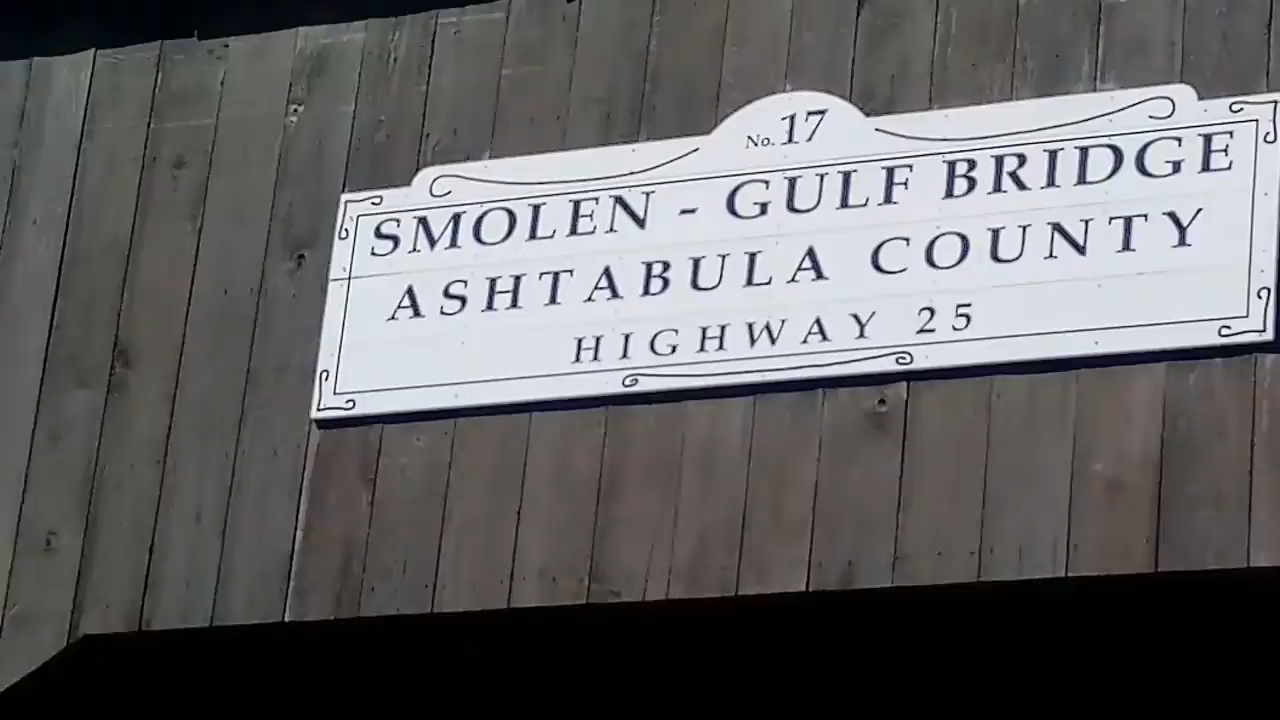 No. 17
SMOLEN - GULF BRIDGE
ASHTABULA COUNTY
HIGHWAY 25